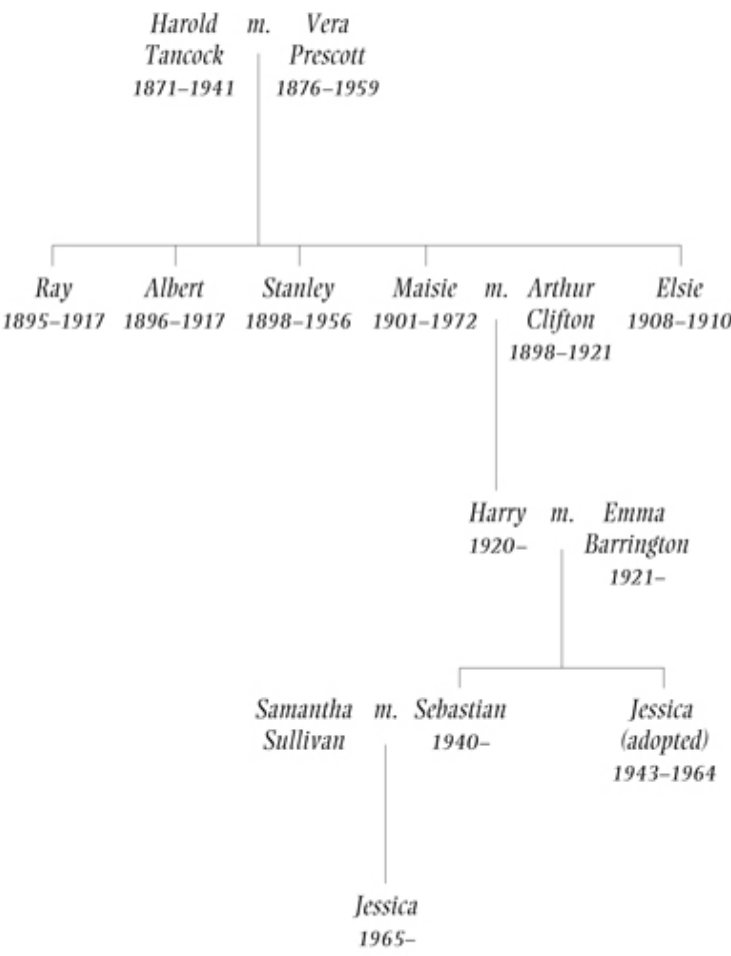 Harold m. Vera
Tancock Prescott
1871–1941 1876–1959
Ray Albert Stanley Maisie m. Arthur Elsie
1895–1917 1896–1917 1898–1956 1901–1972 Clifton 1908–1910
1898–1921
Harry m. Emma
1920– Barrington
1921–
Samantha m. Sebastian Jessica
Sullivan 1940– (adopted)
1943–1964
Jessica
1965–